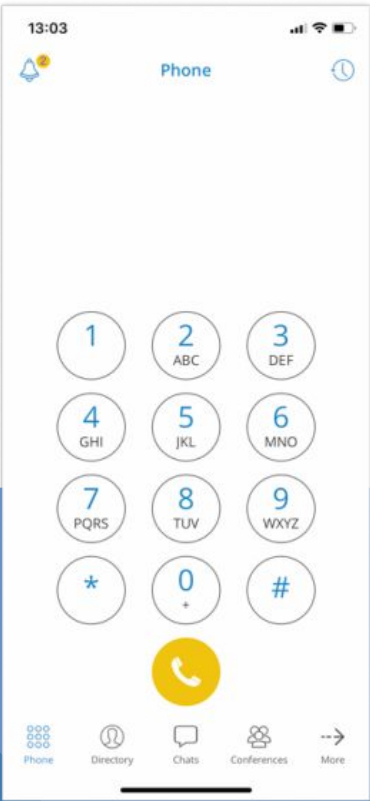 13:03
2
Phone
1 2 3
ABC DEF
4 5 6
GHI JKL MNO
7 8 9
PQRS TUV WXYZ
* 0 #
+
Phone Directory Chats Conferences More